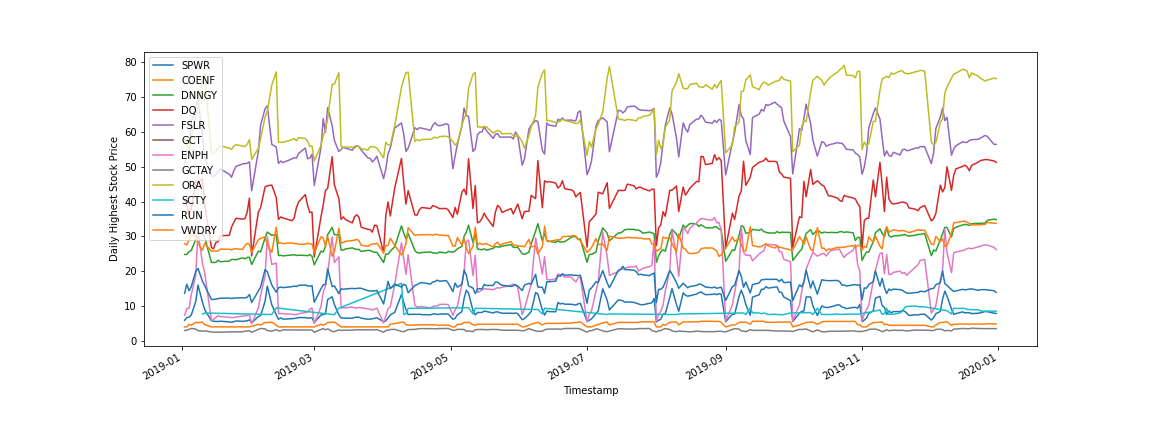 80
70
60
50
40
30
20
10
0
Daily Highest Stock Price
SPWR
COENF
DNNGY
DQ
FSLR
GCT
ENPH
GCTAY
ORA
SCTY
RUN
VWDRY
2019-01
2019-03
2019-05
2019-07
2019-09
2019-11
2020-01
Timestamp